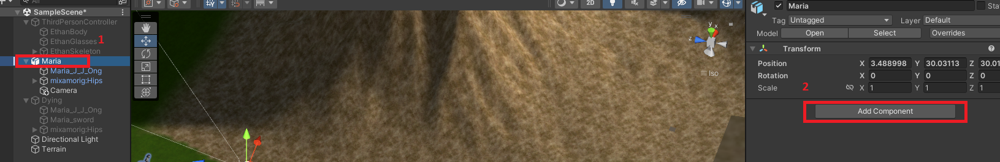 All
SampleScene*
ThirdPersonController
EthanBody
EthanGlasses 1
EthanSkeleton
Maria
Maria_J_J_Ong
mixamorig:Hips
Camera
Dying
Maria_J_J_Ong
Maria_sword
mixamorig:Hips
Directional Light
Terrain
2D
y
x
z
Iso
Maria
Sta
Tag Untagged Layer Default
Model Open Select Overrides
Transform
Position X 3.488998 Y 30.03113 Z 30.01
Rotation X 0 Y 0 Z 0
Scale 2 X 1 Y 1 Z 1
Add Component